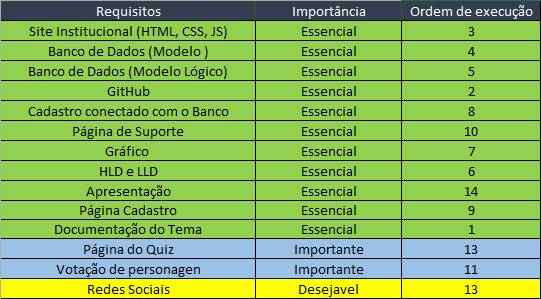 Requisitos Importância Ordem de execução
Site Institucional (HTML, CSS, JS) Essencial 3
Banco de Dados (Modelo ) Essencial 4
Banco de Dados (Modelo Lógico) Essencial 5
GitHub Essencial 2
Cadastro conectado com o Banco Essencial 8
Página de Suporte Essencial 10
Gráfico Essencial 7
HLD e LLD Essencial 6
Apresentação Essencial 14
Página Cadastro Essencial 9
Documentação do Tema Essencial 1
Página do Quiz Importante 13
Votação de personagen Importante 11
Redes Sociais Desejavel 13